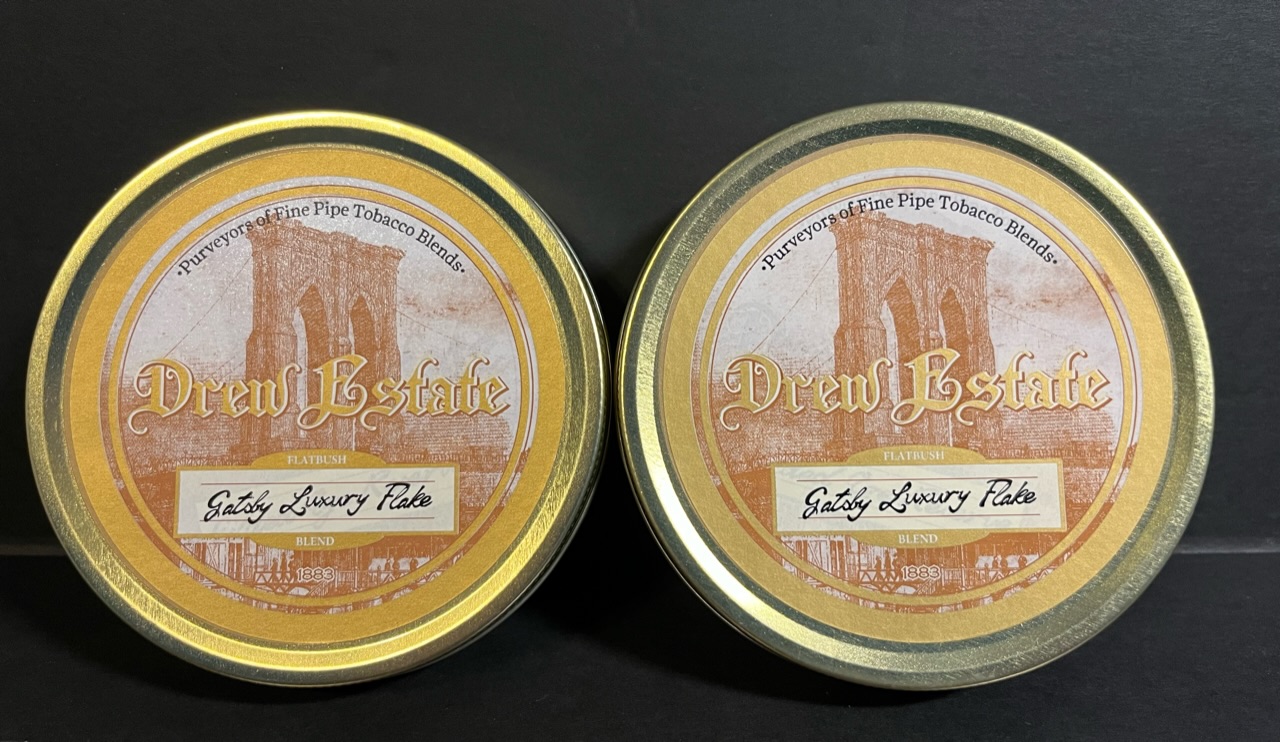 •Purveyors of Fine Pipe Tobacco Blends•
Drew Estate
FLATBUSH
Gatsby Luxury Flake
BLEND
1883
•Purveyors of Fine Pipe Tobacco Blends•
Drew Estate
FLATBUSH
Gatsby Luxury Flake
BLEND
1883